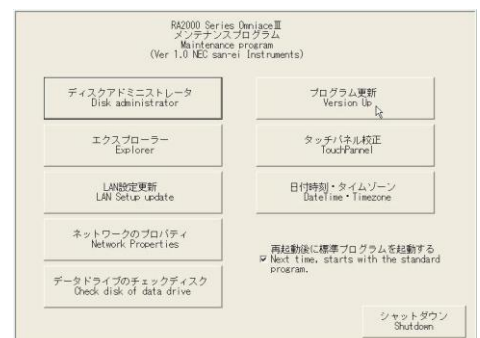 RA2000 Series OmniaceⅡ
メンテナンスプログラム
Maintenance program
(Ver 1.0 NEC san-ei Instruments)
ディスクアドミニストレータ
Disk administrator
エクスプローラー
Explorer
LAN設定更新
LAN Setup update
ネットワークのプロパティ
Network Properties
データドライブのチェックディスク
Check disk of data drive
プログラム更新
Version Up
タッチパネル校正
TouchPannel
日付時刻・タイムゾーン
DateTime・Timezone
再起動後に標準プログラムを起動する
Next time, starts with the standard
program.
シャットダウン
Shutdown